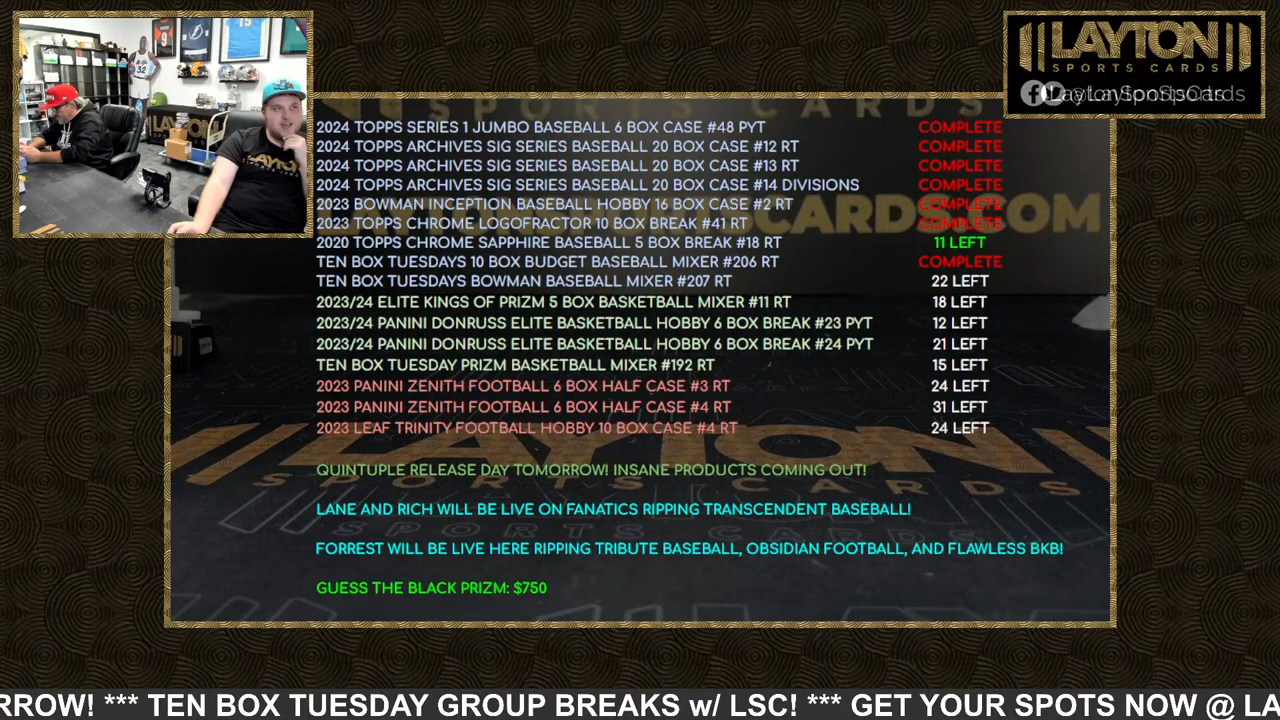 LAYTON
SPORTS CARDS
SPORTS CARDS
2024 TOPPS SERIES 1 JUMBO BASEBALL 6 BOX CASE #48 PYT COMPLETE
2024 TOPPS ARCHIVES SIG SERIES BASEBALL 20 BOX CASE #12 RT COMPLETE
2024 TOPPS ARCHIVES SIG SERIES BASEBALL 20 BOX CASE #13 RT COMPLETE
2024 TOPPS ARCHIVES SIG SERIES BASEBALL 20 BOX CASE #14 DIVISIONS COMPLETE
2023 BOWMAN INCEPTION BASEBALL HOBBY 16 BOX CASE #2 RT COMPLETE
2023 TOPPS CHROME LOGOFRACTOR 10 BOX BREAK #41 RT COMPLETE
2020 TOPPS CHROME SAPPHIRE BASEBALL 5 BOX BREAK #18 RT 11 LEFT
TEN BOX TUESDAYS 10 BOX BUDGET BASEBALL MIXER #206 RT COMPLETE
TEN BOX TUESDAYS BOWMAN BASEBALL MIXER #207 RT 22 LEFT
2023/24 ELITE KINGS OF PRIZM 5 BOX BASKETBALL MIXER #11 RT 18 LEFT
2023/24 PANINI DONRUSS ELITE BASKETBALL HOBBY 6 BOX BREAK #23 PYT 12 LEFT
2023/24 PANINI DONRUSS ELITE BASKETBALL HOBBY 6 BOX BREAK #24 PYT 21 LEFT
TEN BOX TUESDAY PRIZM BASKETBALL MIXER #192 RT 15 LEFT
2023 PANINI ZENITH FOOTBALL 6 BOX HALF CASE #3 RT 24 LEFT
2023 PANINI ZENITH FOOTBALL 6 BOX HALF CASE #4 RT 31 LEFT
2023 LEAF TRINITY FOOTBALL HOBBY 10 BOX CASE #4 RT 24 LEFT
CARDS.COM
LAYTON
SPORTS CARDS
SPORTS CARDS
QUINTUPLE RELEASE DAY TOMORROW! INSANE PRODUCTS COMING OUT!
LANE AND RICH WILL BE LIVE ON FANATICS RIPPING TRANSCENDENT BASEBALL!
FORREST WILL BE LIVE HERE RIPPING TRIBUTE BASEBALL, OBSIDIAN FOOTBALL, AND FLAWLESS BKB!
GUESS THE BLACK PRIZM: $750
RROW! *** TEN BOX TUESDAY GROUP BREAKS w/ LSC! *** GET YOUR SPOTS NOW @ LA